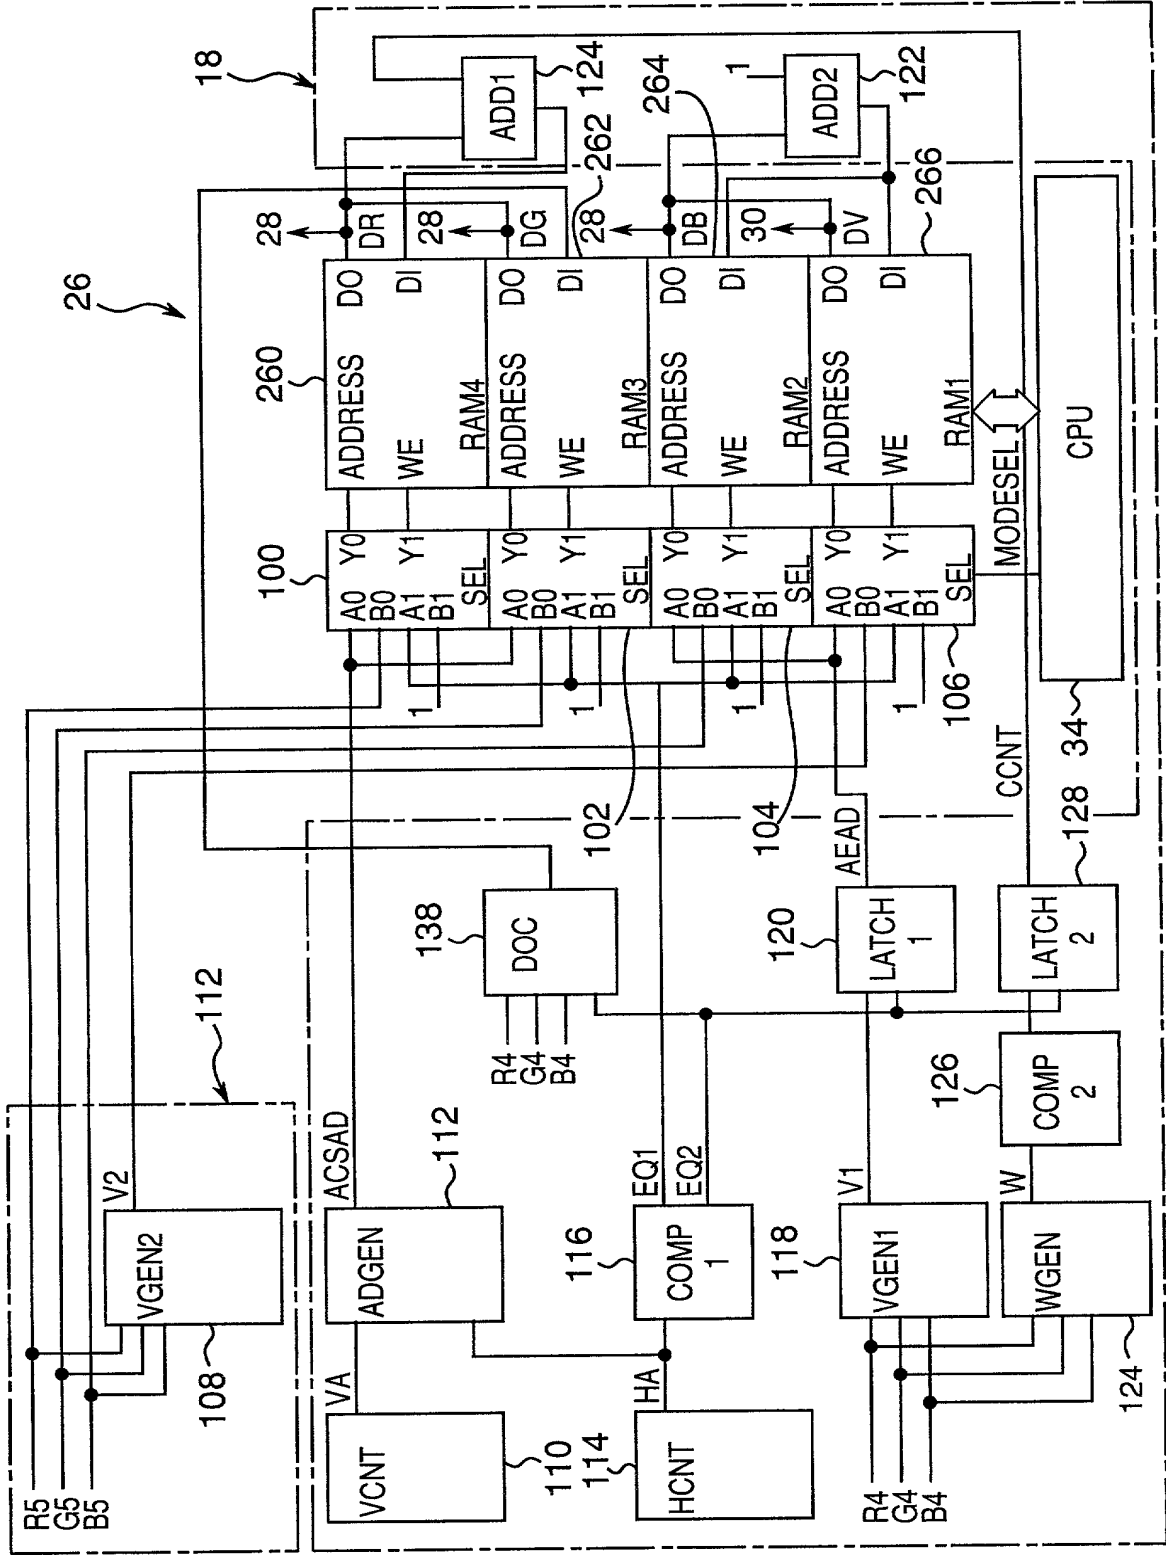 R5
G5
B5
VGEN2
108
V2
112
VCNT
110
VA
ADGEN
112
ACSAD
HCNT
114
HA
COMP
1
116
EQ1
EQ2
R4
G4
B4
DOC
138
R4
G4
B4
VGEN1
118
V1
WGEN
124
W
COMP
2
126
LATCH
1
120
AEAD
LATCH
2
128
CCNT
100
A0
B0
A1
B1
Y0
Y1
SEL
1
102
A0
B0
A1
B1
Y0
Y1
SEL
1
104
A0
B0
A1
B1
Y0
Y1
SEL
1
106
A0
B0
A1
B1
Y0
Y1
SEL
1
MODESEL
CPU
34
26
260
ADDRESS
WE
DO
DI
RAM4
262
ADDRESS
WE
DO
DI
RAM3
264
ADDRESS
WE
DO
DI
RAM2
266
ADDRESS
WE
DO
DI
RAM1
28
DR
28
DG
28
DB
30
DV
18
ADD1
124
1
ADD2
122